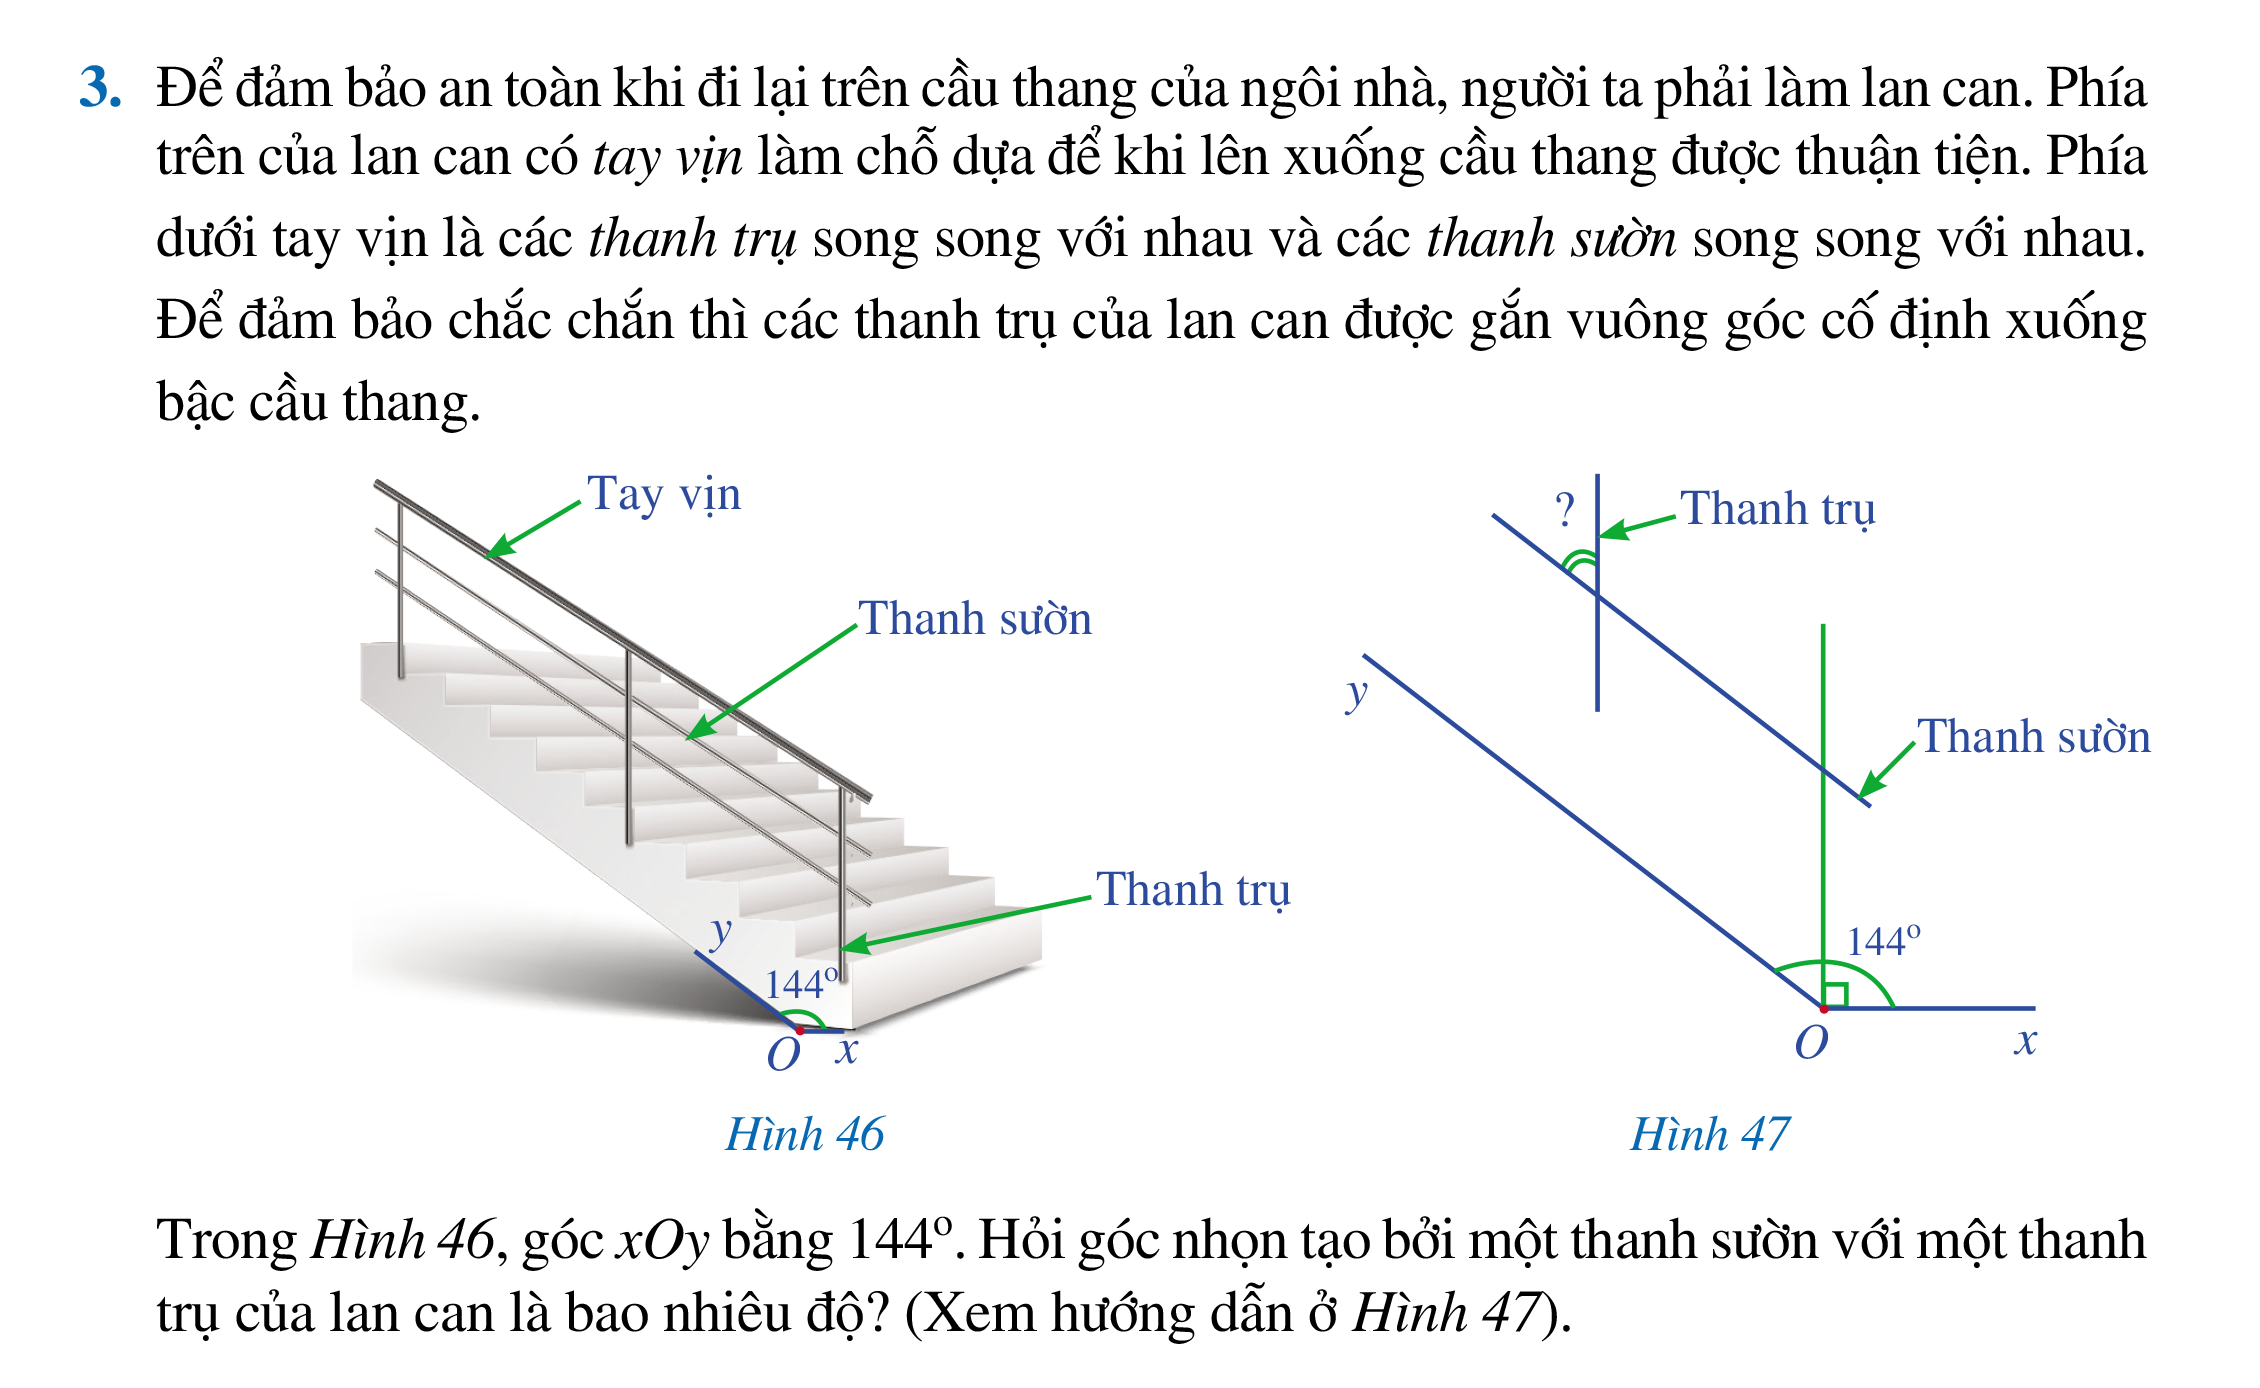 3. Để đảm bảo an toàn khi đi lại trên cầu thang của ngôi nhà, người ta phải làm lan can. Phía
trên của lan can có tay vịn làm chỗ dựa để khi lên xuống cầu thang được thuận tiện. Phía
dưới tay vịn là các thanh trụ song song với nhau và các thanh sườn song song với nhau.
Để đảm bảo chắc chắn thì các thanh trụ của lan can được gắn vuông góc cố định xuống
bậc cầu thang.
Tay vịn
Thanh sườn
Thanh trụ
y
144º
O
x
Hình 46
?
Thanh trụ
y
Thanh sườn
144º
O
x
Hình 47
Trong Hình 46, góc xOy bằng 144º. Hỏi góc nhọn tạo bởi một thanh sườn với một thanh
trụ của lan can là bao nhiêu độ? (Xem hướng dẫn ở Hình 47).